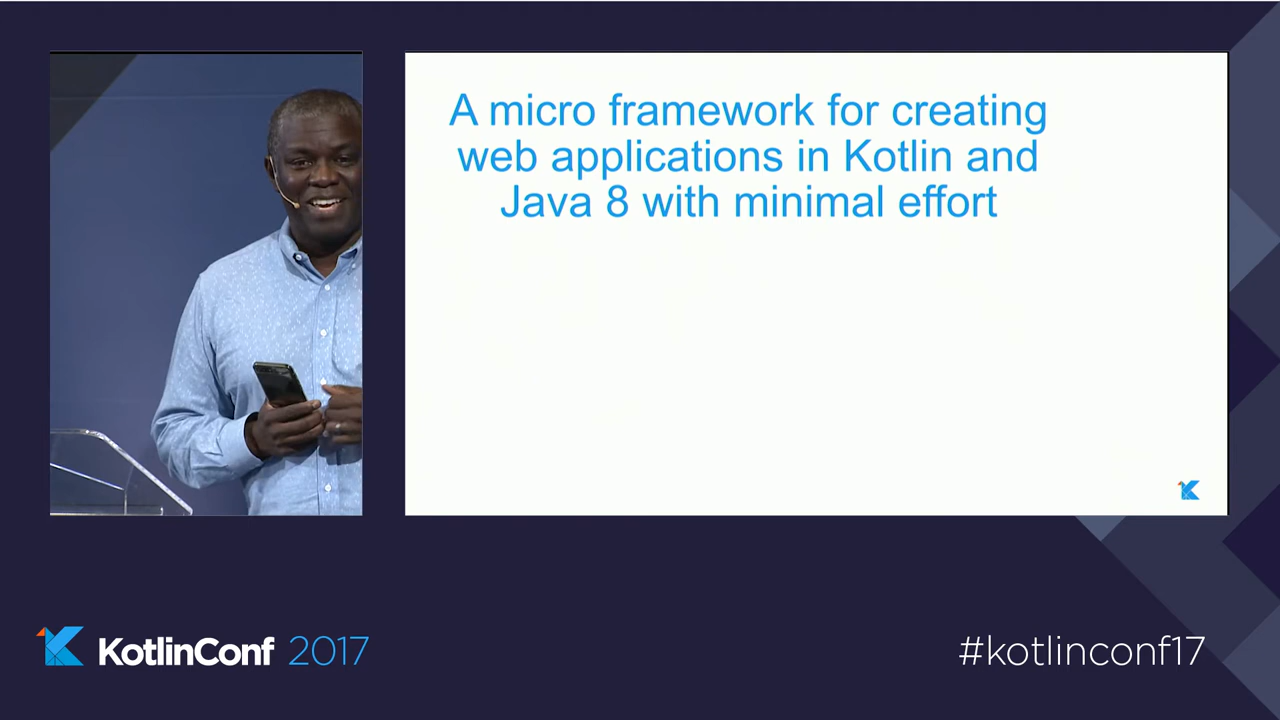 A micro framework for creating
web applications in Kotlin and
Java 8 with minimal effort
KotlinConf 2017
#kotlinconf17